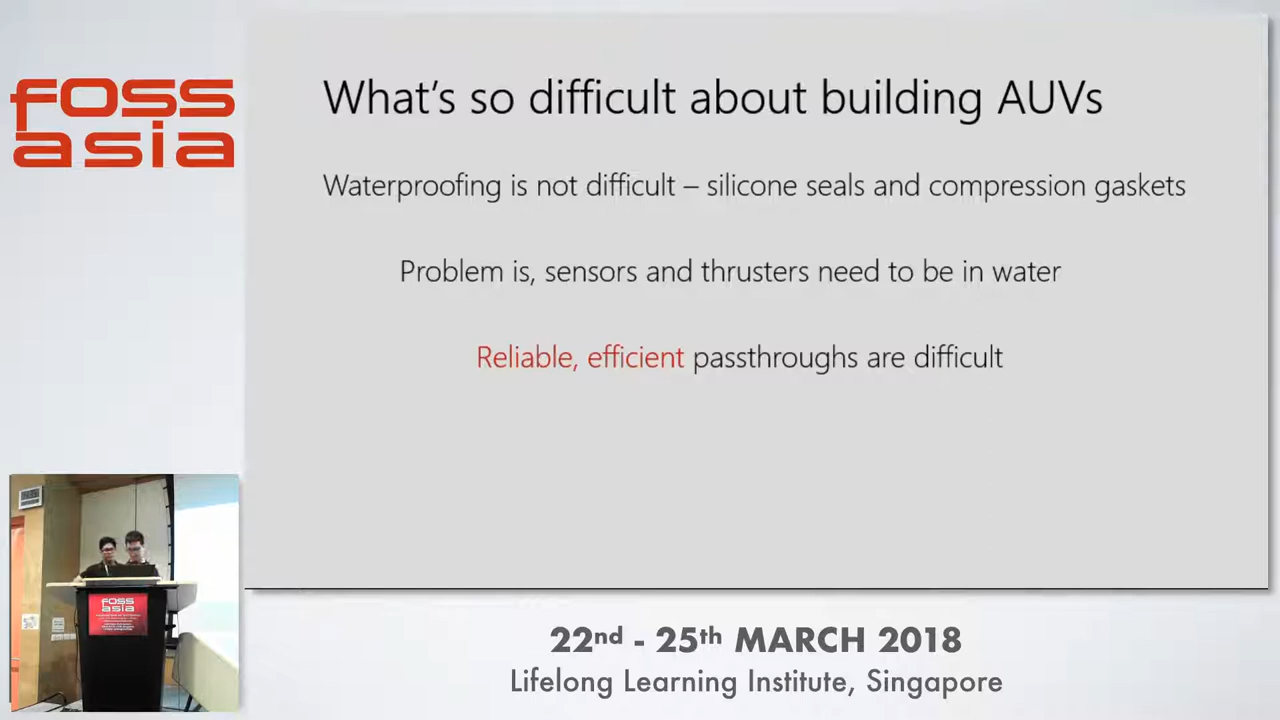 foss
asia
What's so difficult about building AUVs
Waterproofing is not difficult – silicone seals and compression gaskets
Problem is, sensors and thrusters need to be in water
Reliable, efficient passthroughs are difficult
FOSS
ASIA
22nd - 25th MARCH 2018
Lifelong Learning Institute, Singapore